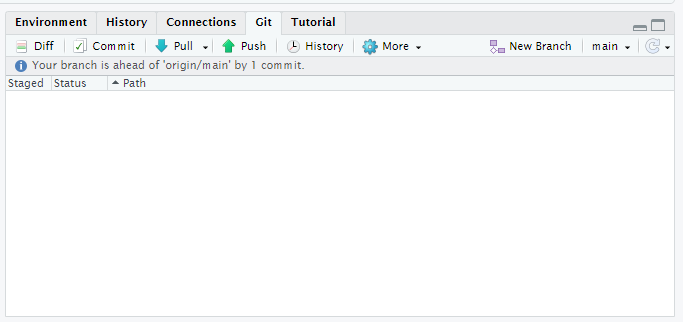 Environment History Connections Git Tutorial
Diff Commit Pull Push History More New Branch main
Your branch is ahead of 'origin/main' by 1 commit.
Staged Status Path